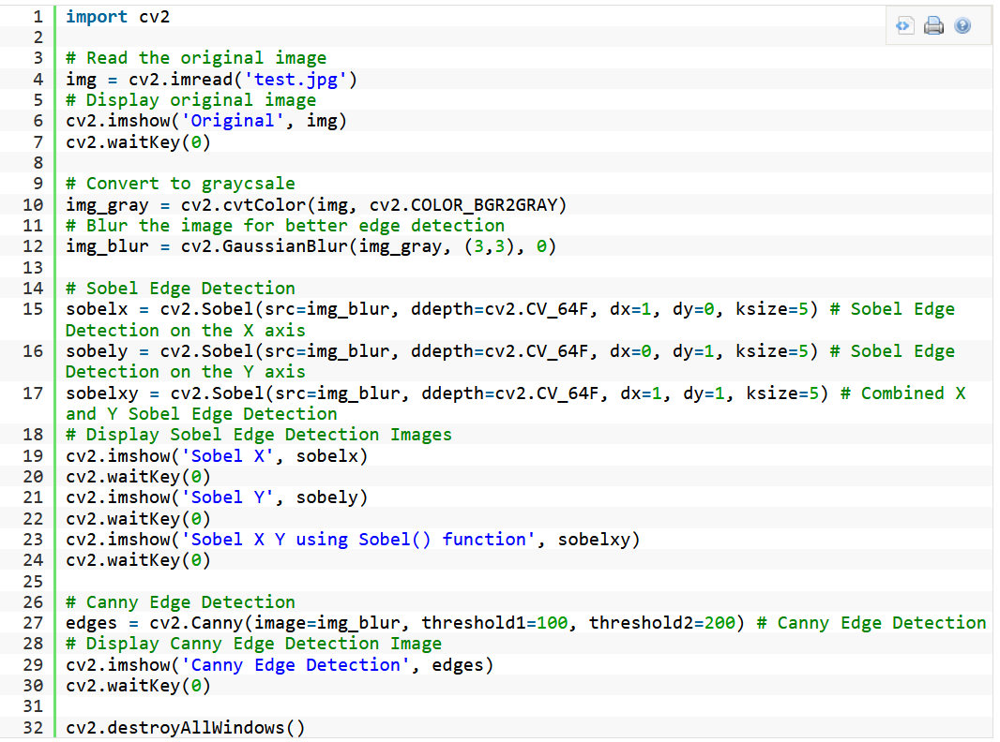 1 import cv2
2
3 # Read the original image
4 img = cv2.imread('test.jpg')
5 # Display original image
6 cv2.imshow('Original', img)
7 cv2.waitKey(0)
8
9 # Convert to graycsale
10 img_gray = cv2.cvtColor(img, cv2.COLOR_BGR2GRAY)
11 # Blur the image for better edge detection
12 img_blur = cv2.GaussianBlur(img_gray, (3,3), 0)
13
14 # Sobel Edge Detection
15 sobelx = cv2.Sobel(src=img_blur, ddepth=cv2.CV_64F, dx=1, dy=0, ksize=5) # Sobel Edge
Detection on the X axis
16 sobely = cv2.Sobel(src=img_blur, ddepth=cv2.CV_64F, dx=0, dy=1, ksize=5) # Sobel Edge
Detection on the Y axis
17 sobelxy = cv2.Sobel(src=img_blur, ddepth=cv2.CV_64F, dx=1, dy=1, ksize=5) # Combined X
and Y Sobel Edge Detection
18 # Display Sobel Edge Detection Images
19 cv2.imshow('Sobel X', sobelx)
20 cv2.waitKey(0)
21 cv2.imshow('Sobel Y', sobely)
22 cv2.waitKey(0)
23 cv2.imshow('Sobel X Y using Sobel() function', sobelxy)
24 cv2.waitKey(0)
25
26 # Canny Edge Detection
27 edges = cv2.Canny(image=img_blur, threshold1=100, threshold2=200) # Canny Edge Detection
28 # Display Canny Edge Detection Image
29 cv2.imshow('Canny Edge Detection', edges)
30 cv2.waitKey(0)
31
32 cv2.destroyAllWindows()